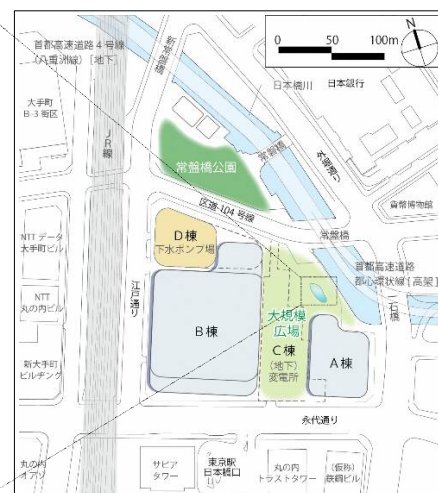 0 50 100m
N
首都高速道路4号線
(八重洲線)[地下]
新常盤橋
日本橋川
日本銀行
大手町
B-3街区
JR線
常盤橋
外堀通り
常盤橋公園
貨幣博物館
区道-104号線
常盤橋
D棟
下水ポンプ場
NTTデータ
大手町ビル
首都高速道路
都心環状線[高架]
江戸通り
一石橋
NTT
丸の内ビル
大規模
広場
B棟
C棟
(地下)
変電所
A棟
新大手町
ビルヂング
永代通り
丸の内
オアゾ
サピア
タワー
東京駅
日本橋口
丸の内
トラストタワー
(仮称)
鉄鋼ビル